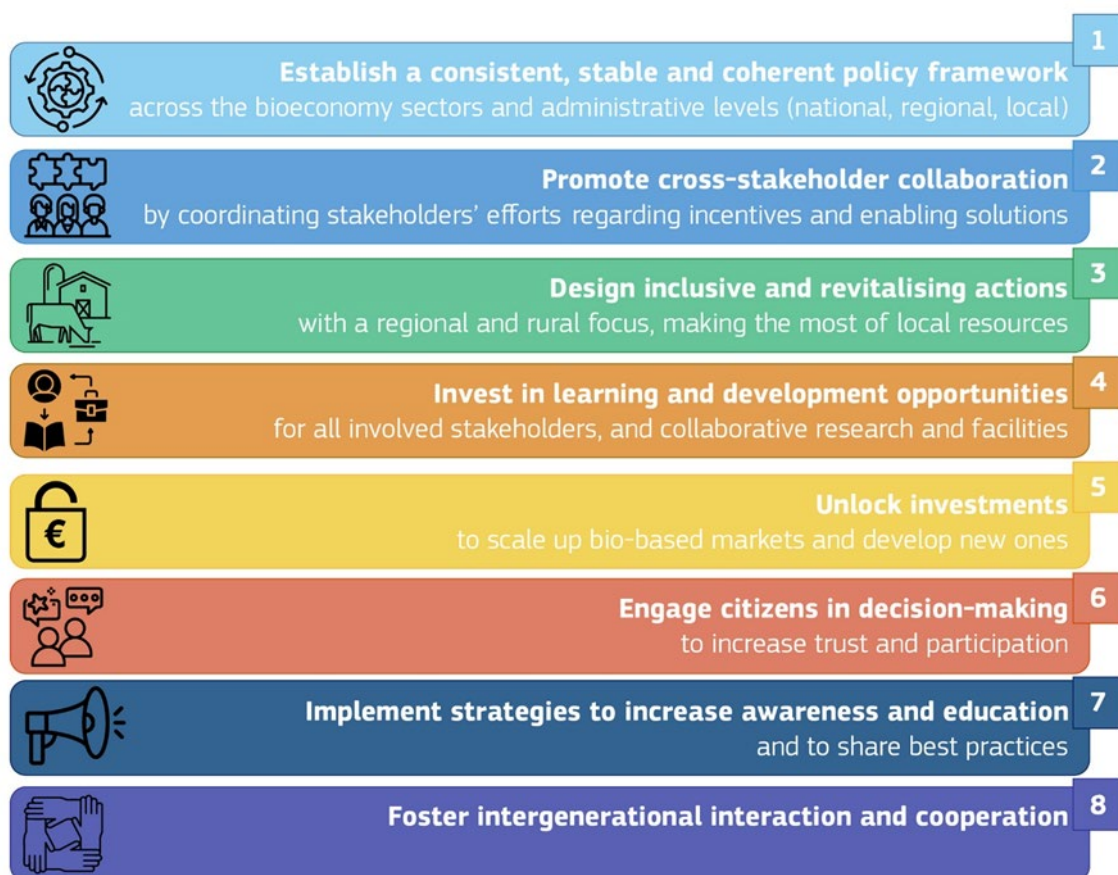 1
Establish a consistent, stable and coherent policy framework
across the bioeconomy sectors and administrative levels (national, regional, local)
2
Promote cross-stakeholder collaboration
by coordinating stakeholders' efforts regarding incentives and enabling solutions
3
Design inclusive and revitalising actions
with a regional and rural focus, making the most of local resources
4
Invest in learning and development opportunities
for all involved stakeholders, and collaborative research and facilities
5
Unlock investments
to scale up bio-based markets and develop new ones
€
6
Engage citizens in decision-making
to increase trust and participation
7
Implement strategies to increase awareness and education
and to share best practices
8
Foster intergenerational interaction and cooperation